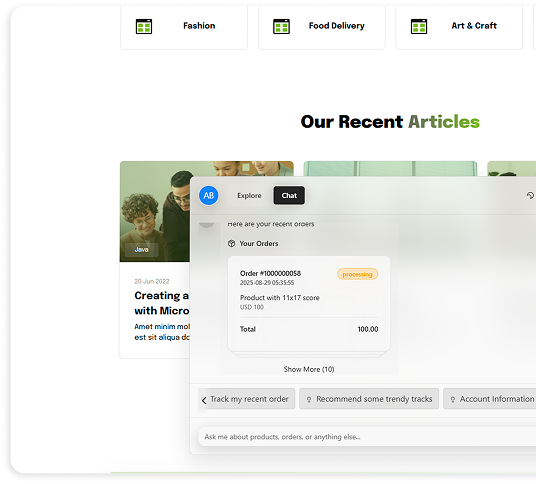 Fashion
Food Delivery
Art & Craft
Our Recent Articles
Java
20 Jun 2022
Creating a
with Micro
Amet minim mol
est sit aliqua do
AB
Explore
Chat
Here are your recent orders
Your Orders
Order #1000000058
processing
2025-08-29 05:35:55
Product with 11x17 score
USD 100
Total
100.00
Show More (10)
Track my recent order
Recommend some trendy tracks
Account Information
Ask me about products, orders, or anything else...